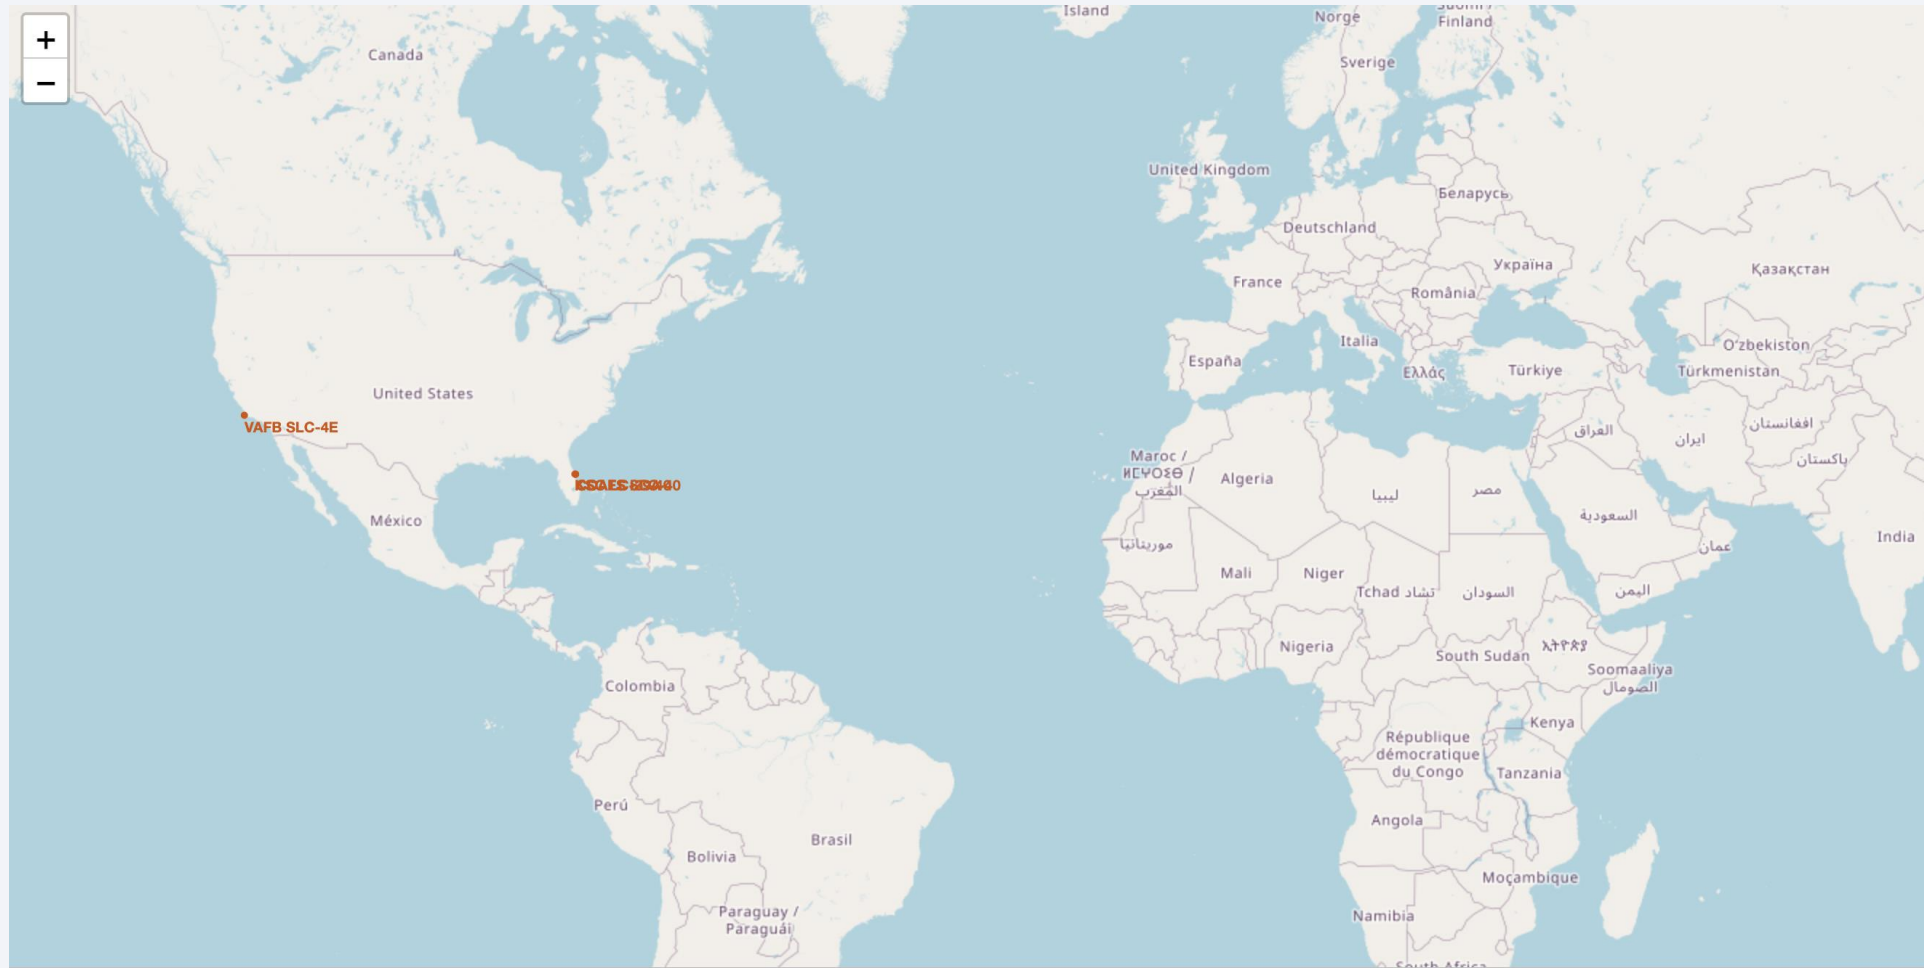 +
−
Island
Norge
Suomi /
Finland
Canada
Sverige
United Kingdom
Беларусь
Deutschland
Україна
Қазақстан
France
România
Italia
O'zbekiston
España
Ελλάς
Türkiye
Türkmenistan
United States
VAFB SLC-4E
العراق
ایران
افغانستان
پاکستان
Maroc /
ⵍⵎⵖⵔⵉⴱ /
المغرب
Algeria
ليبيا
مصر
السعودية
México
India
موريتانيا
عمان
Mali
Niger
Tchad تشاد
السودان
اليمن
Nigeria
South Sudan
ኢትዮጵያ
Soomaaliya
الصومال
Colombia
Kenya
République
démocratique
du Congo
Tanzania
Perú
Angola
Brasil
Bolivia
Moçambique
Paraguay /
Paraguái
Namibia
South Africa